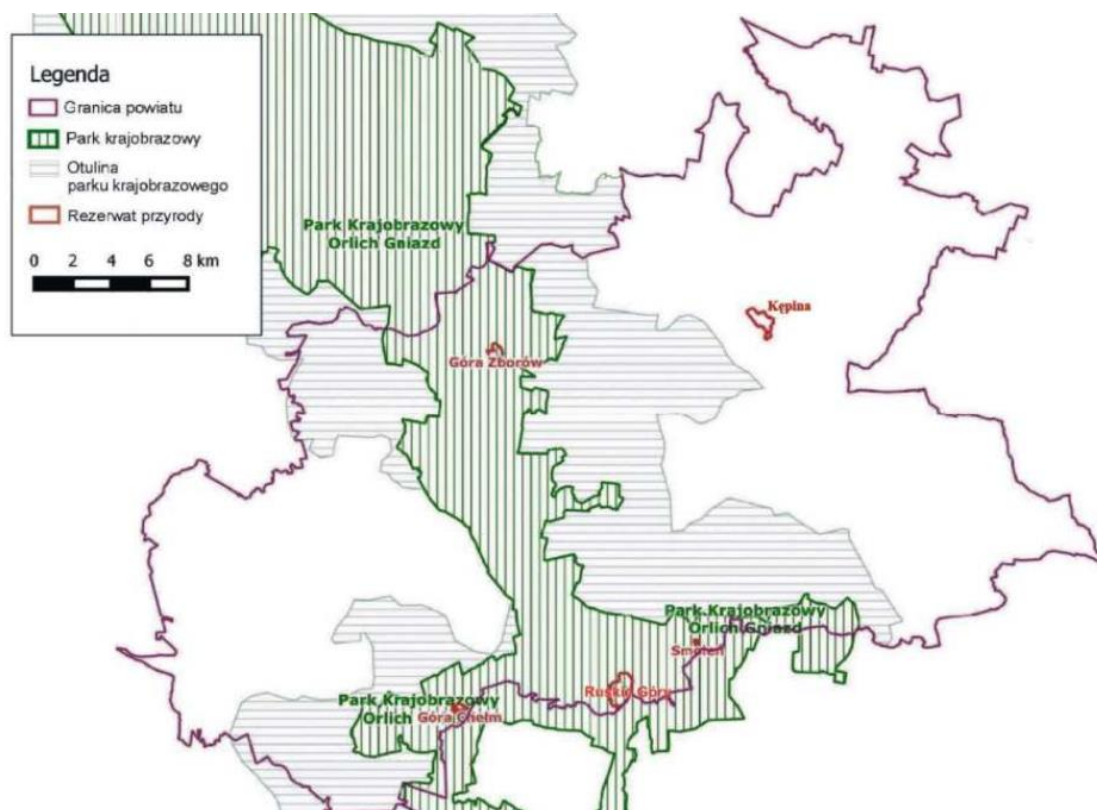 Legenda
Granica powiatu
Park krajobrazowy
Otulina
parku krajobrazowego
Rezerwat przyrody
0 2 4 6 8 km
Park Krajobrazowy
Orlich Gniazd
Kępina
Góra Zborów
Park Krajobrazowy
Orlich Gniazd
Smoleń
Ruskie Góry
Park Krajobrazowy
Orlich
Góra Chełm